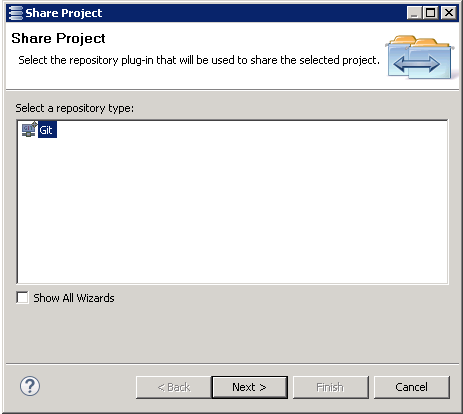 Share Project
Share Project
Select the repository plug-in that will be used to share the selected project.
Select a repository type:
Git
Show All Wizards
?
< Back
Next >
Finish
Cancel